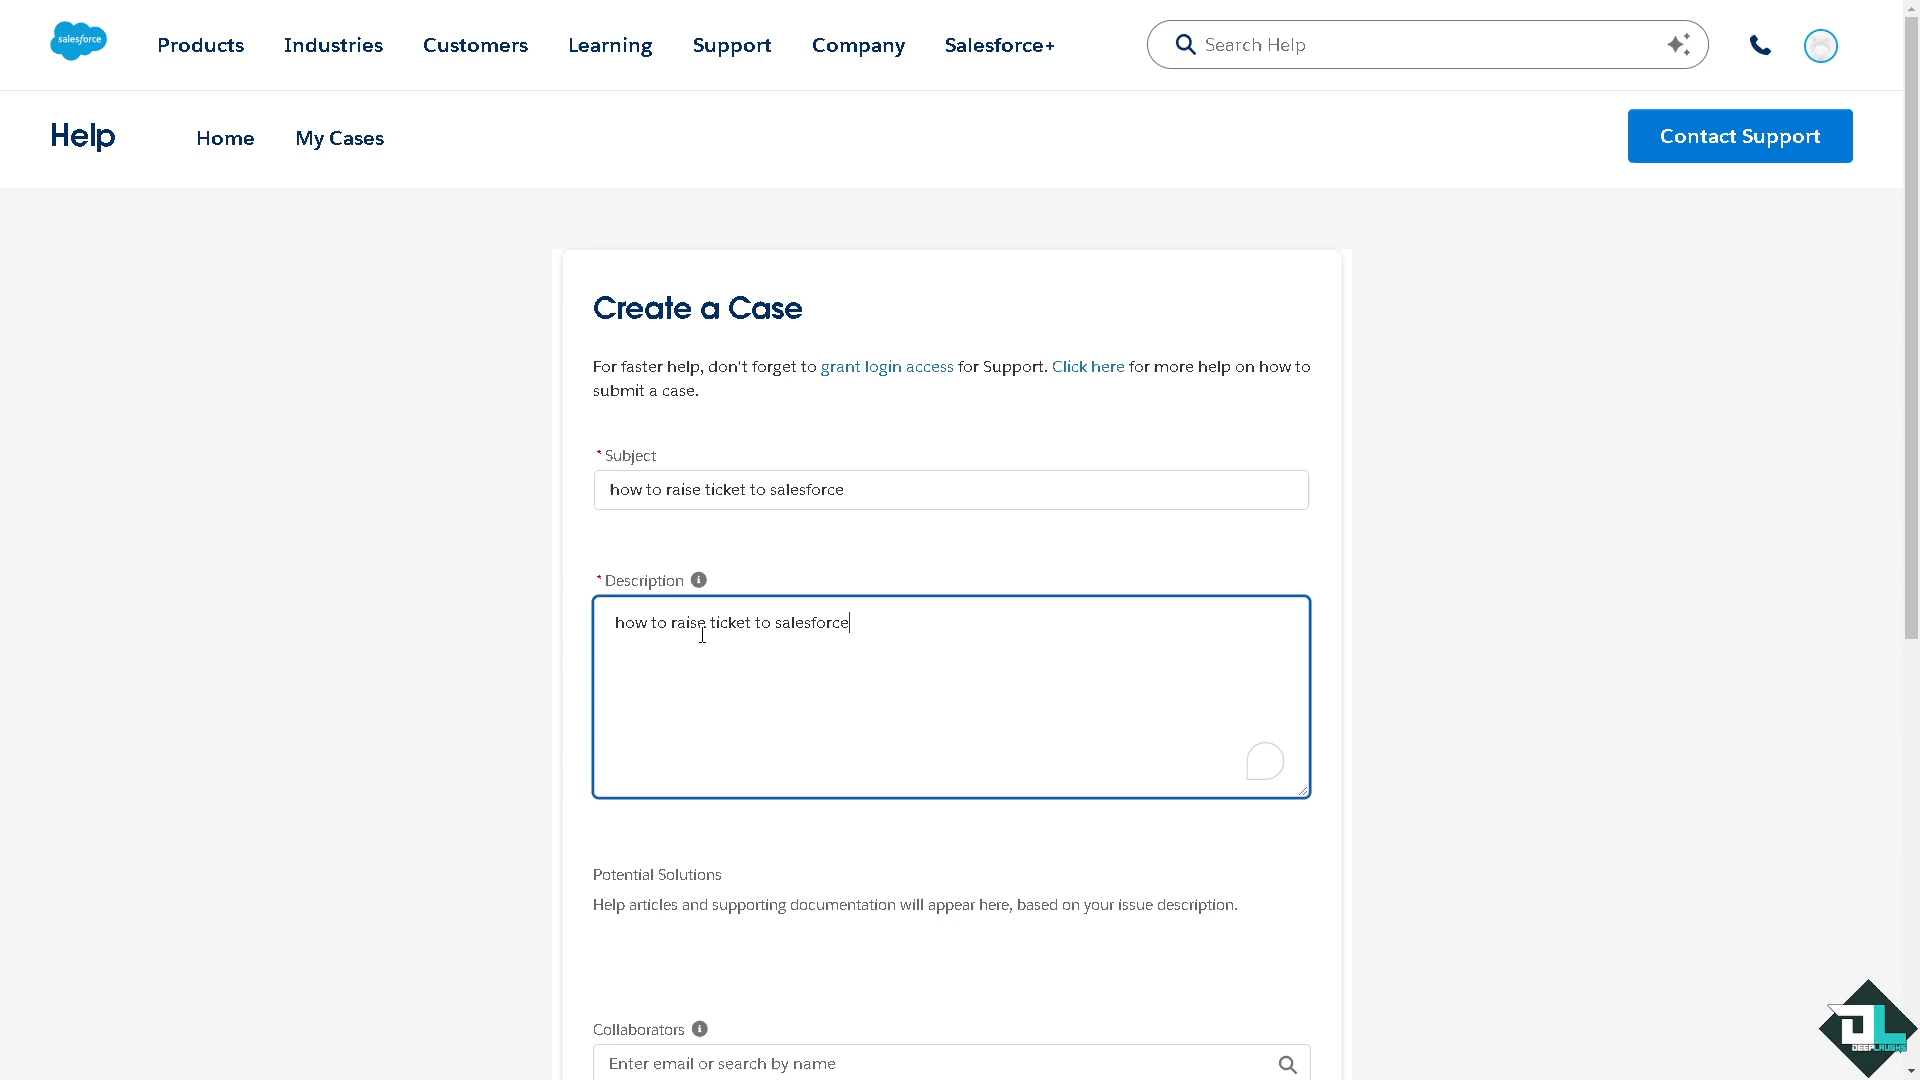 salesforce
Products Industries Customers Learning Support Company Salesforce+
Search Help
Help Home My Cases
Contact Support
Create a Case
For faster help, don't forget to grant login access for Support. Click here for more help on how to
submit a case.
* Subject
how to raise ticket to salesforce
* Description
how to raise ticket to salesforce
Potential Solutions
Help articles and supporting documentation will appear here, based on your issue description.
Collaborators
Enter email or search by name
DEEPLAUGHS